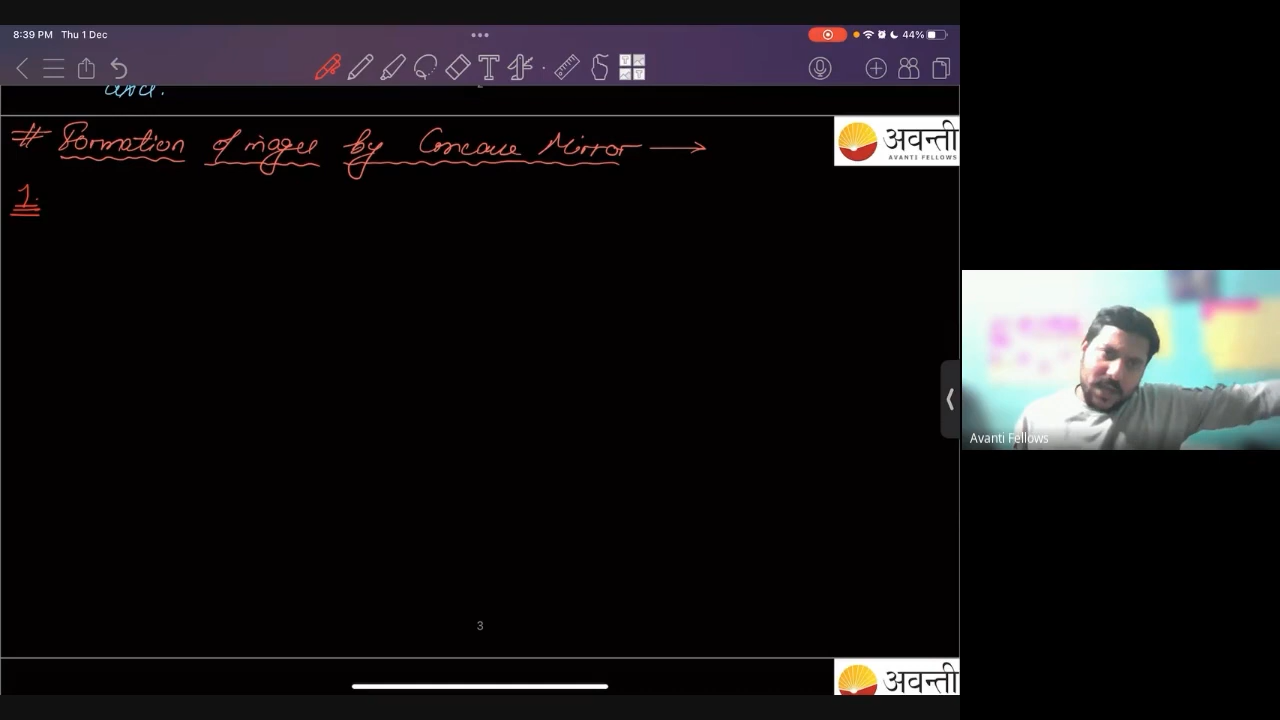 8:39 PM Thu 1 Dec
44%
axd.
# Formation of images by Concave Mirror →
अवन्ती
AVANTI FELLOWS
1.
Avanti Fellows
3
अवन्ती